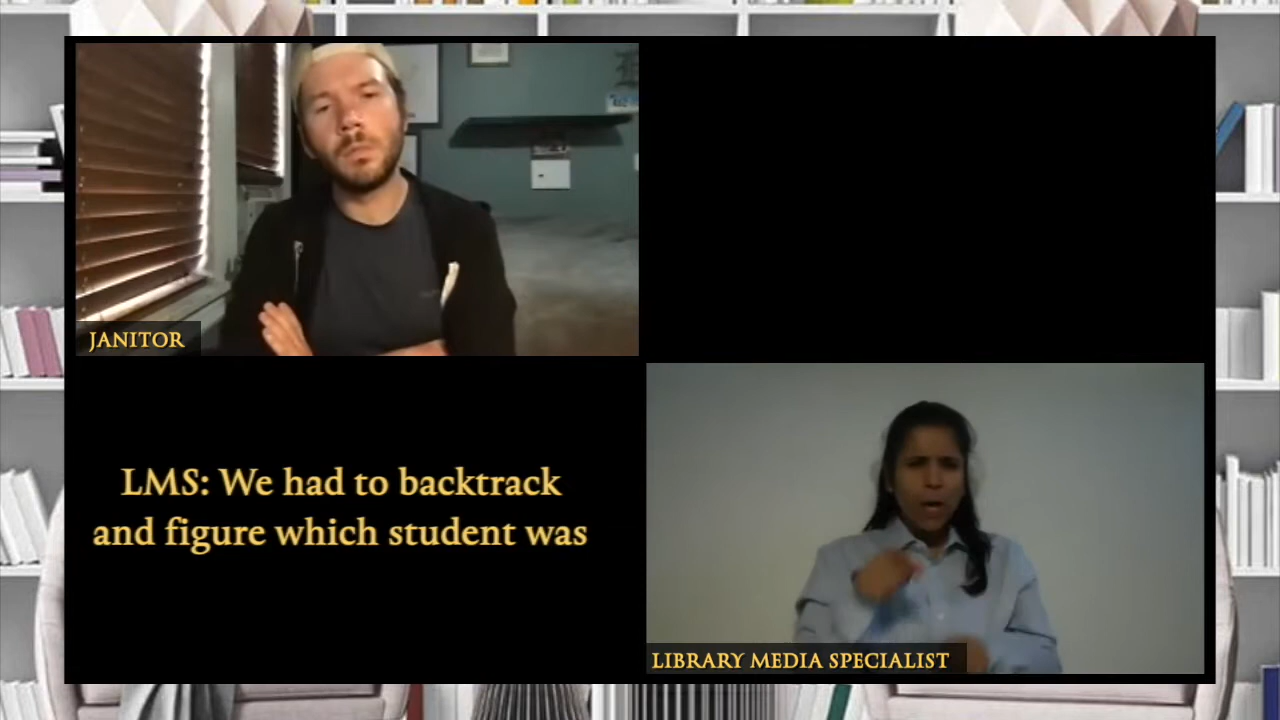 JANITOR
LMS: We had to backtrack
and figure which student was
LIBRARY MEDIA SPECIALIST